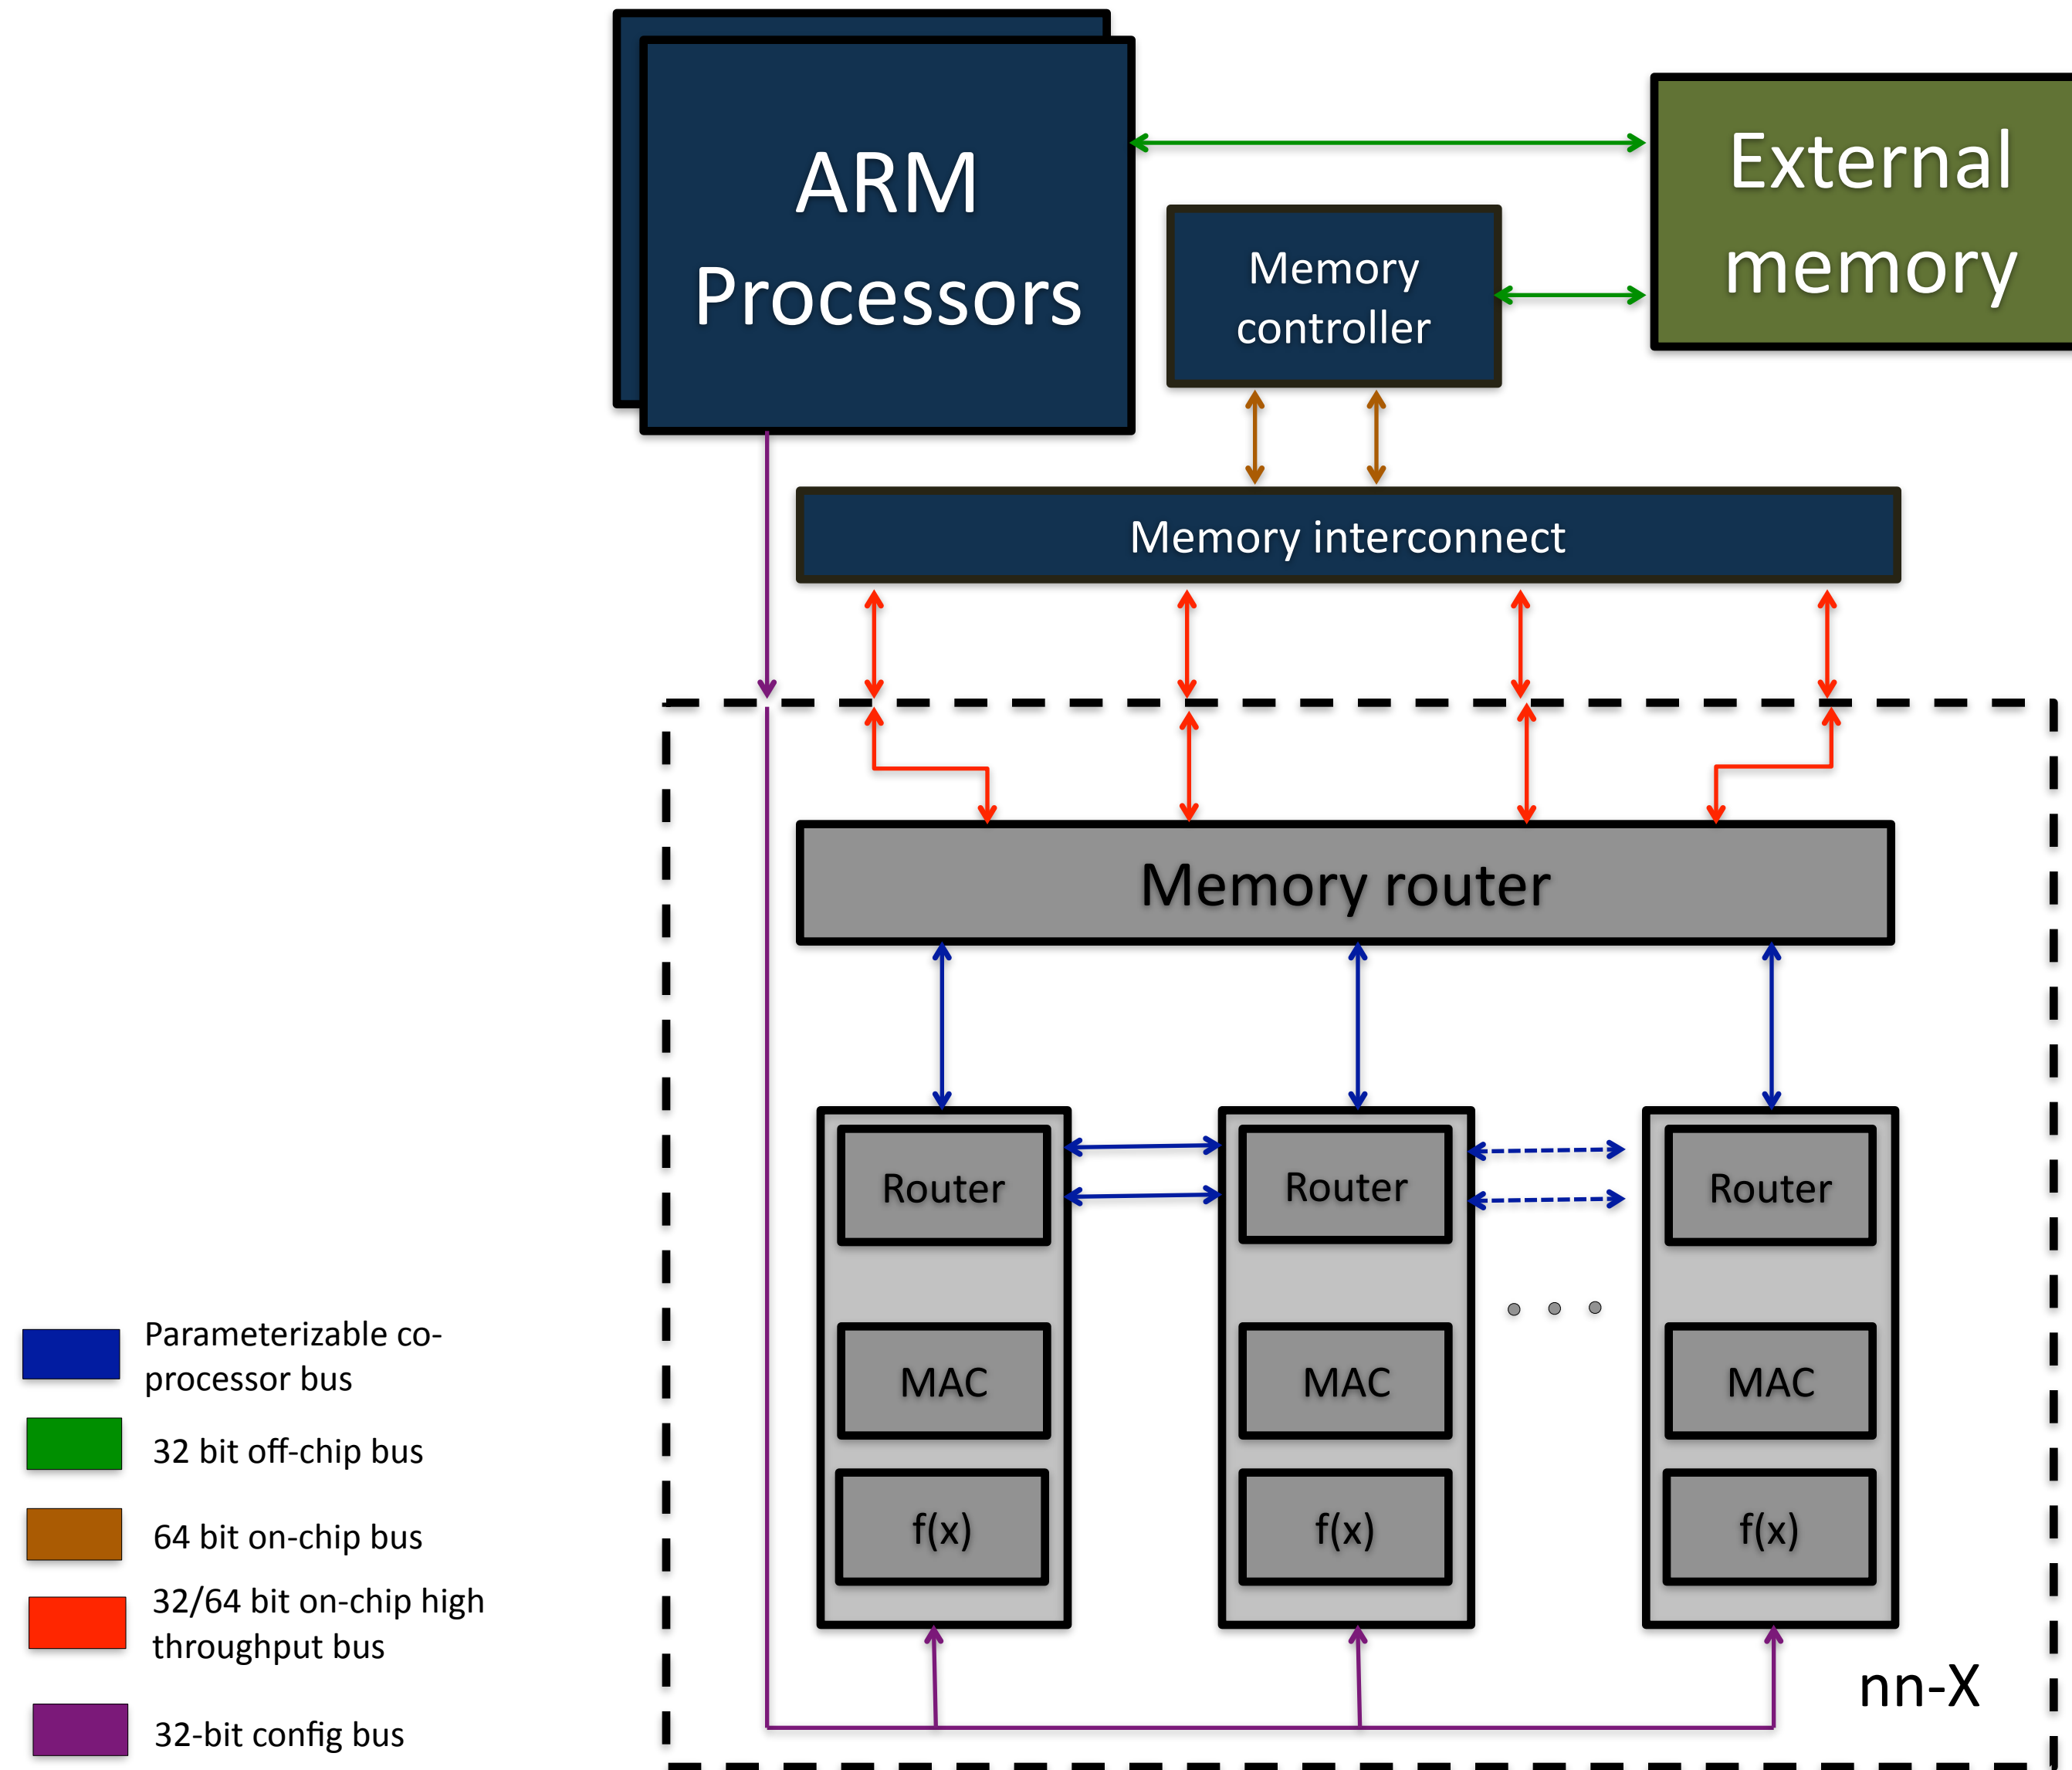 ARM
Processors
External
memory
Memory
controller
Memory interconnect
Memory router
Router
Router
Router
MAC
MAC
MAC
f(x)
f(x)
f(x)
nn-X
Parameterizable co-
processor bus
32 bit off-chip bus
64 bit on-chip bus
32/64 bit on-chip high
throughput bus
32-bit config bus